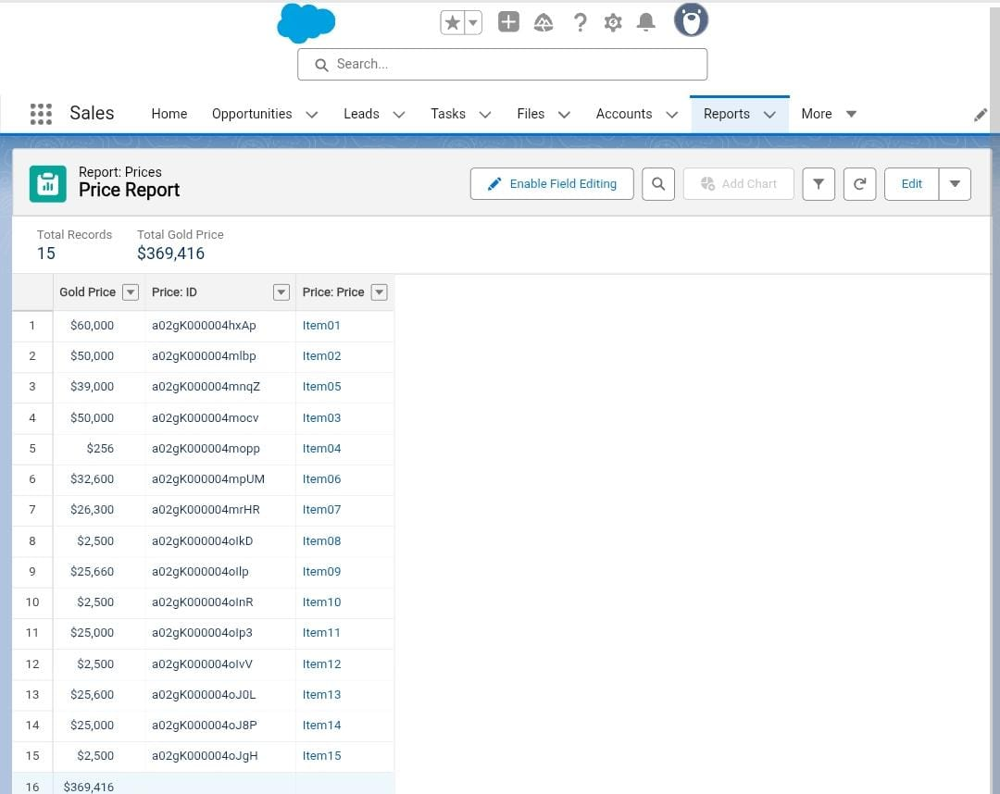 Search...
Sales Home Opportunities Leads Tasks Files Accounts Reports More
Report: Prices
Price Report
Enable Field Editing Add Chart Edit
Total Records Total Gold Price
15 $369,416
Gold Price Price: ID Price: Price
1 $60,000 a02gK000004hxAp Item01
2 $50,000 a02gK000004mlbp Item02
3 $39,000 a02gK000004mnqZ Item05
4 $50,000 a02gK000004mocv Item03
5 $256 a02gK000004mopp Item04
6 $32,600 a02gK000004mpUM Item06
7 $26,300 a02gK000004mrHR Item07
8 $2,500 a02gK000004oIkD Item08
9 $25,660 a02gK000004oIlp Item09
10 $2,500 a02gK000004oInR Item10
11 $25,000 a02gK000004oIp3 Item11
12 $2,500 a02gK000004oIvV Item12
13 $25,600 a02gK000004oJ0L Item13
14 $25,000 a02gK000004oJ8P Item14
15 $2,500 a02gK000004oJgH Item15
16 $369,416